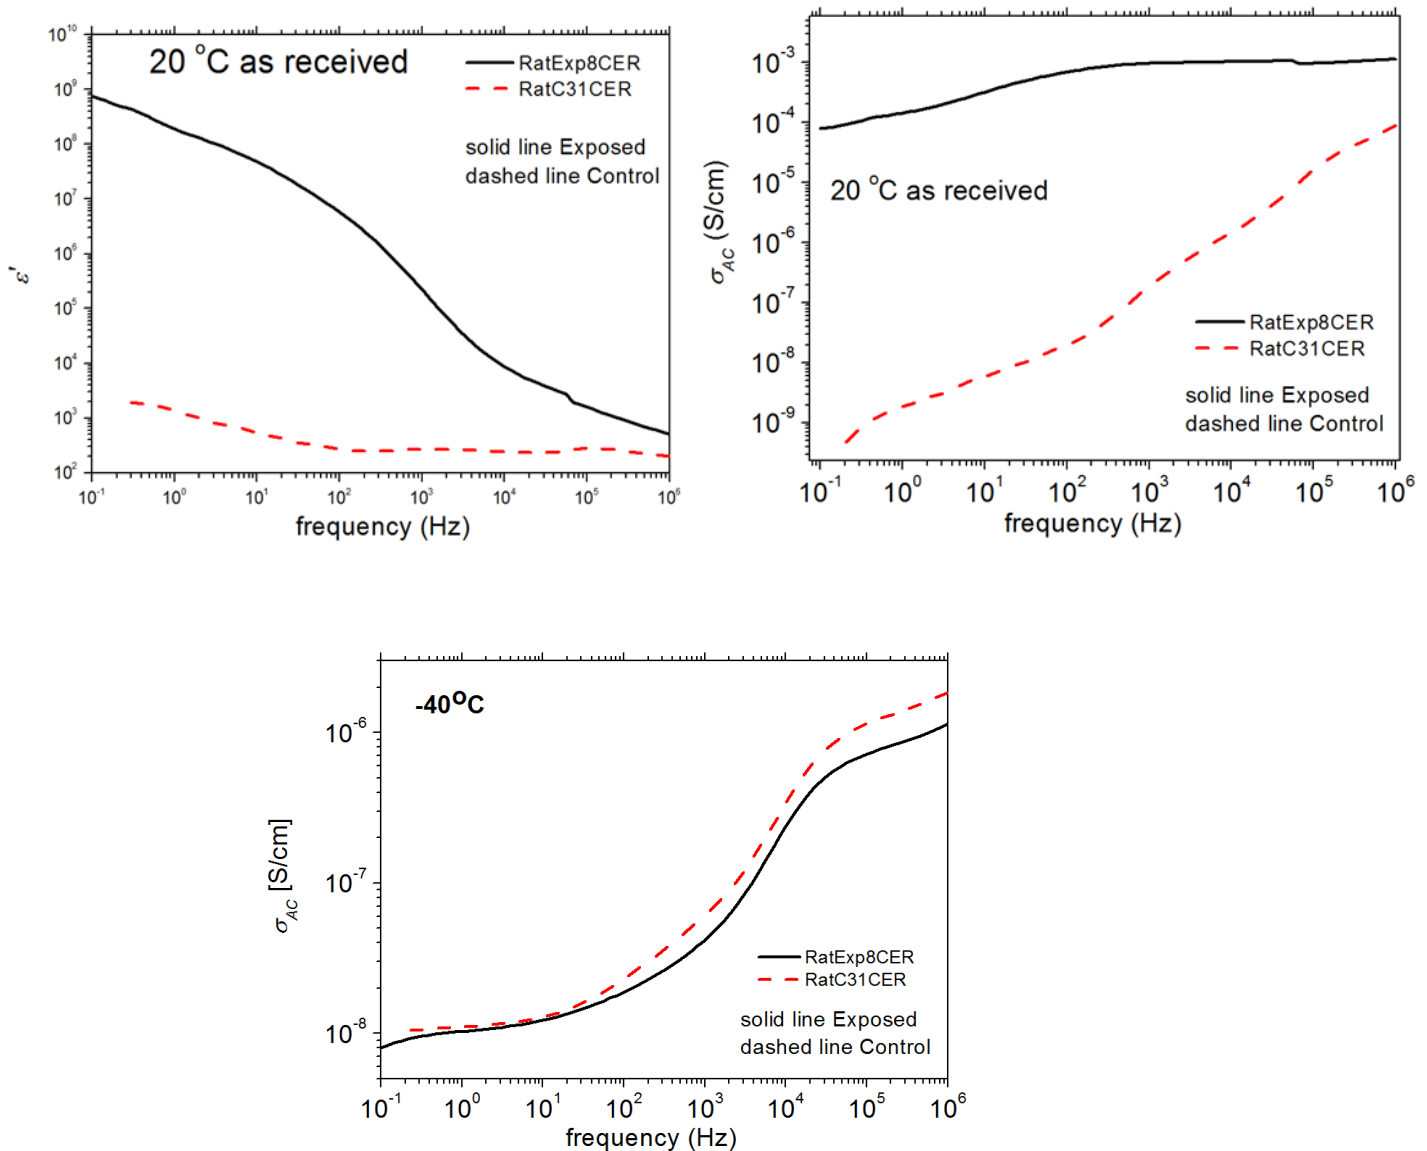 20 °C as received
RatExp8CER
RatC31CER
solid line Exposed
dashed line Control
ε'
10^10
10^9
10^8
10^7
10^6
10^5
10^4
10^3
10^2
10^-1 10^0 10^1 10^2 10^3 10^4 10^5 10^6
frequency (Hz)
σAC (S/cm)
10^-3
10^-4
10^-5
10^-6
10^-7
10^-8
10^-9
20 °C as received
RatExp8CER
RatC31CER
solid line Exposed
dashed line Control
10^-1 10^0 10^1 10^2 10^3 10^4 10^5 10^6
frequency (Hz)
-40°C
σAC [S/cm]
10^-6
10^-7
10^-8
RatExp8CER
RatC31CER
solid line Exposed
dashed line Control
10^-1 10^0 10^1 10^2 10^3 10^4 10^5 10^6
frequency (Hz)